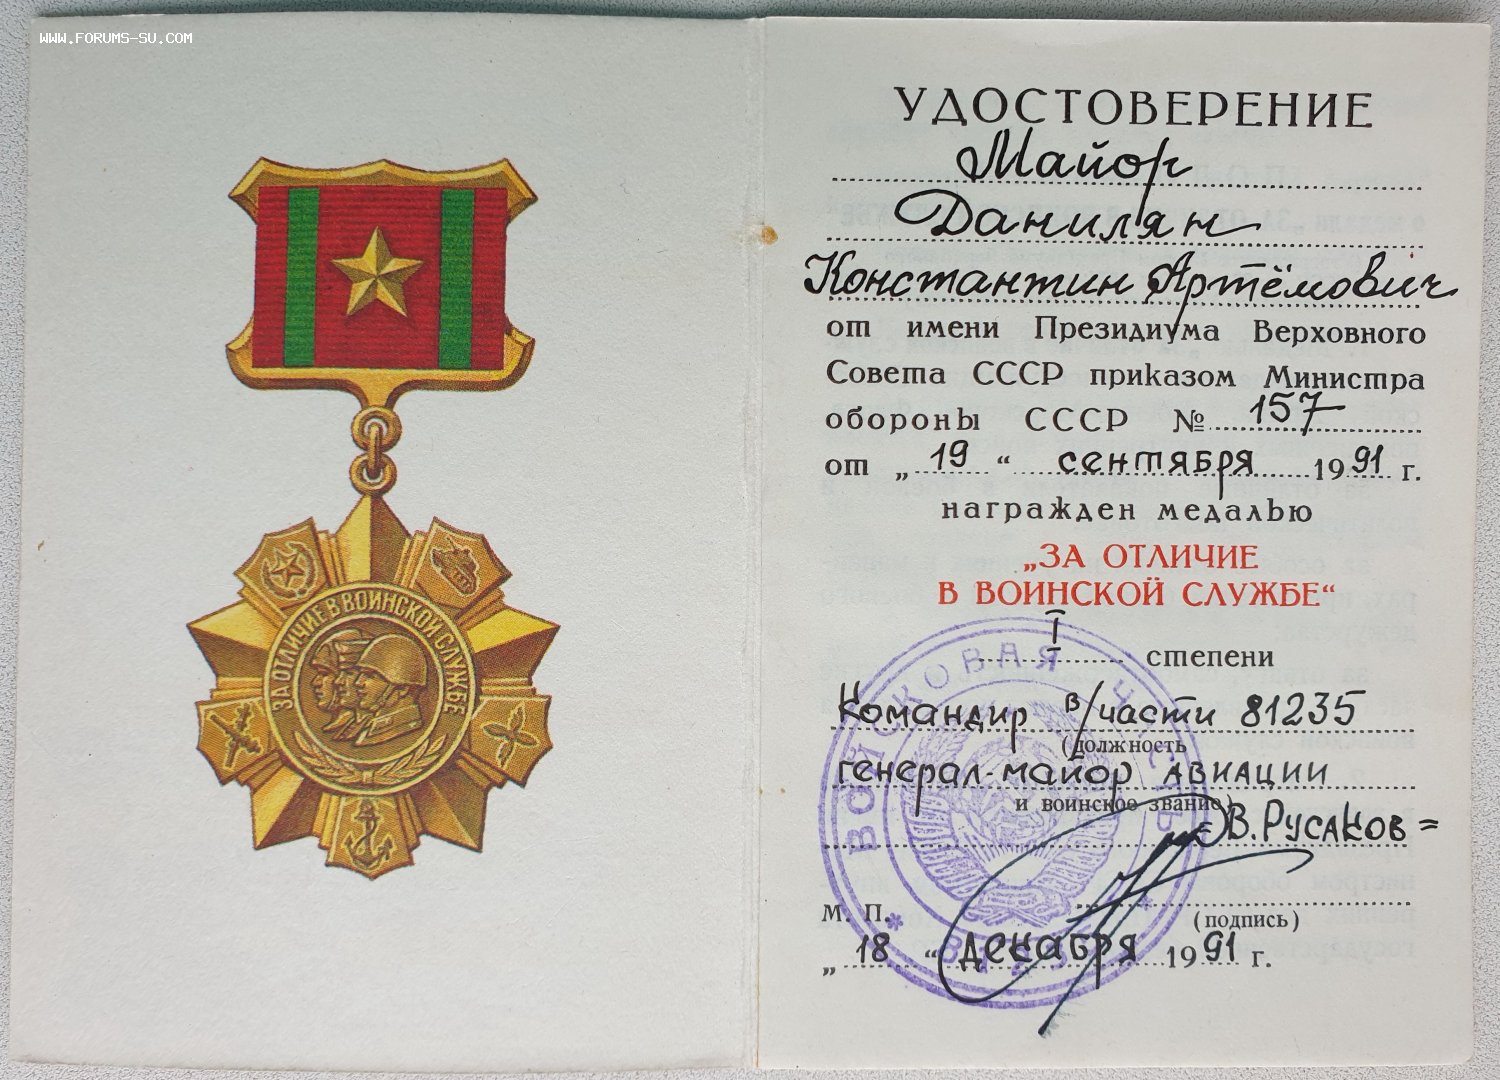 WWW.FORUMS-SU.COM
ЗА ОТЛИЧИЕ В ВОИНСКОЙ СЛУЖБЕ
УДОСТОВЕРЕНИЕ
Майор
Данилян
Константин Артёмович
от имени Президиума Верховного
Совета СССР приказом Министра
обороны СССР № 157
от „ 19 “ сентября 1991 г.
награжден медалью
„ЗА ОТЛИЧИЕ
В ВОИНСКОЙ СЛУЖБЕ“
I степени
Командир в/части 81235
(должность
генерал-майор авиации
и воинское звание)
=В. Русаков=
М. П.
(подпись)
„ 18 “ декабря 1991 г.
ВОЙСКОВАЯ ЧАСТЬ